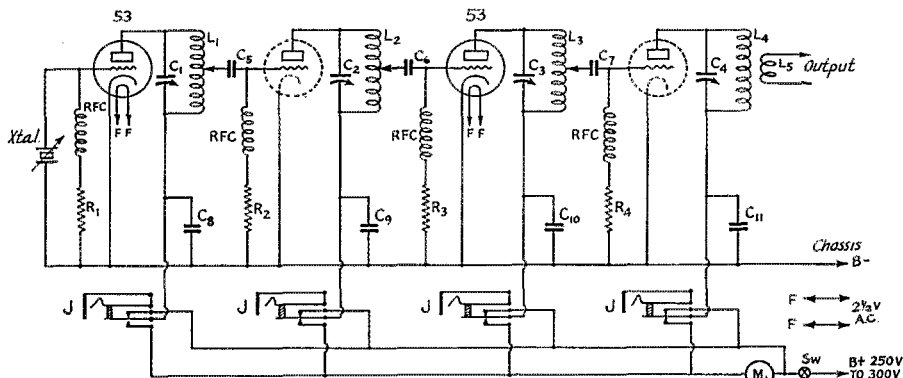 53
53
L1
L2
L3
L4
L5
Output
C1
C5
C2
C6
C3
C7
C4
Xtal.
RFC
F F
RFC
RFC
F F
RFC
R1
C8
R2
C9
R3
C10
R4
C11
Chassis
B-
J
J
J
J
F
F
2½V
A.C.
M.
Sw
B+ 250V
TO 300V